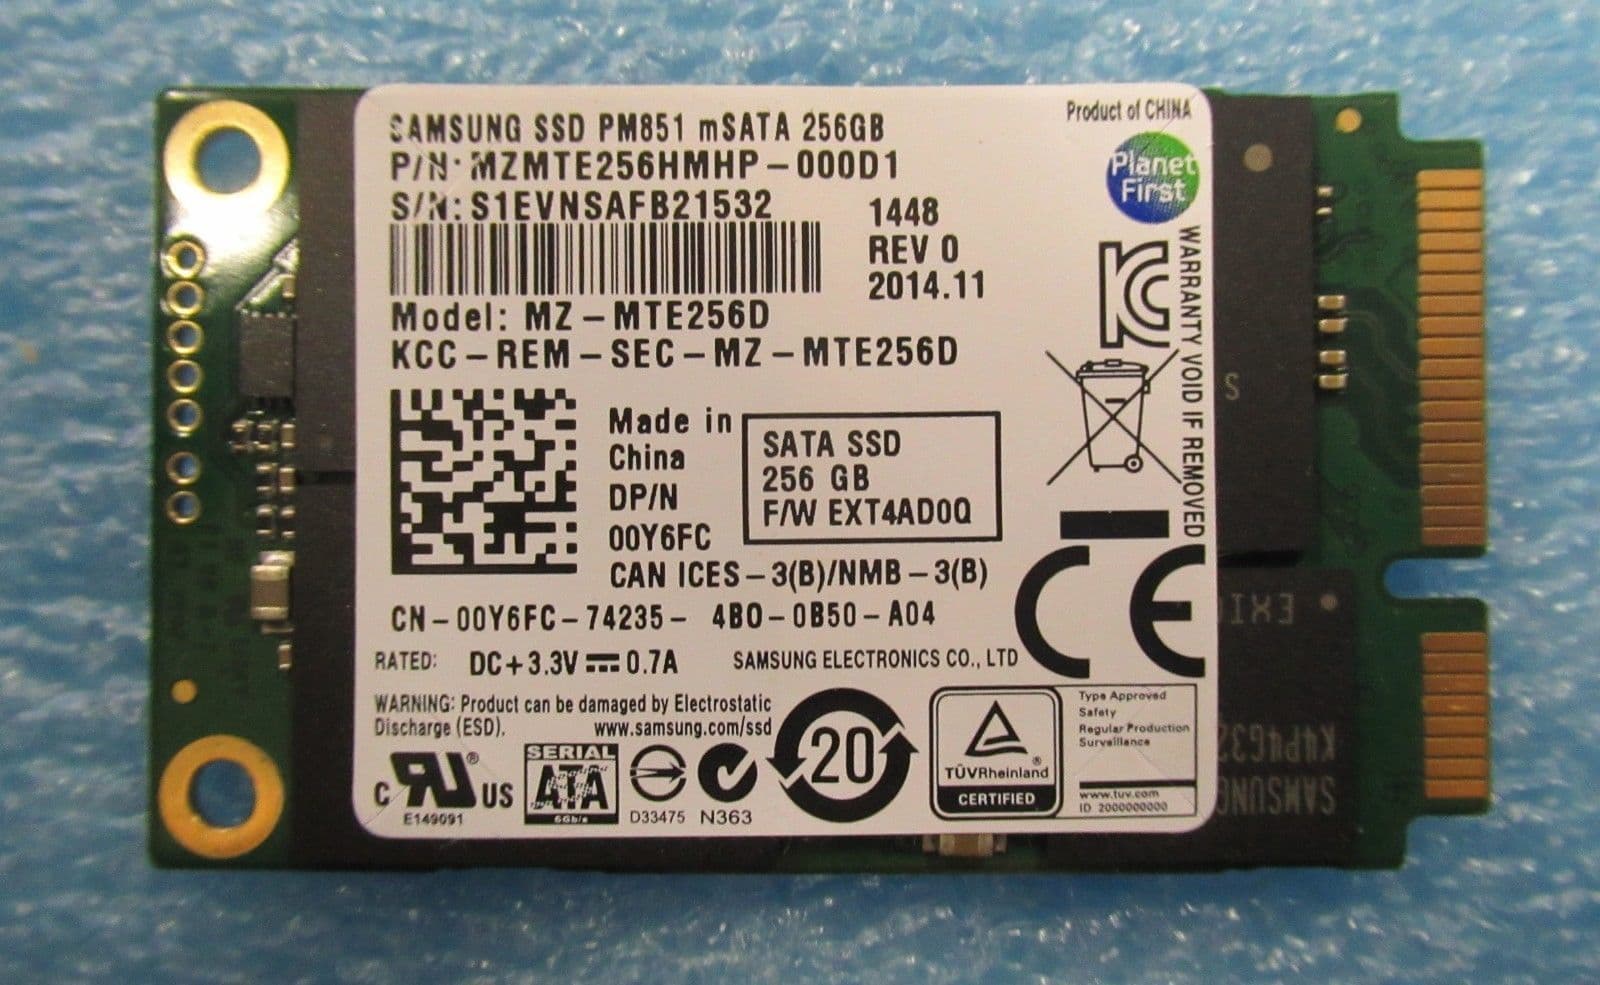 SAMSUNG SSD PM851 mSATA 256GB
P/N: MZMTE256HMHP-000D1
S/N: S1EVNSAFB21532
1448
REV 0
2014.11
Model: MZ-MTE256D
KCC-REM-SEC-MZ-MTE256D
Product of CHINA
Planet
First
WARRANTY VOID IF REMOVED
Made in
China
DP/N
00Y6FC
SATA SSD
256 GB
F/W EXT4AD0Q
CAN ICES-3(B)/NMB-3(B)
CN-00Y6FC-74235- 4B0-0B50-A04
RATED: DC+3.3V 0.7A
SAMSUNG ELECTRONICS CO., LTD
WARNING: Product can be damaged by Electrostatic
Discharge (ESD).
www.samsung.com/ssd
C RU ® US
E149091
SERIAL
ATA
6Gb/s
D33475
N363
20
TÜVRheinland®
CERTIFIED
Type Approved
Safety
Regular Production
Surveillance
www.tuv.com
ID 2000000000
CE
KC
S
SAMSUNG
K4P4G32